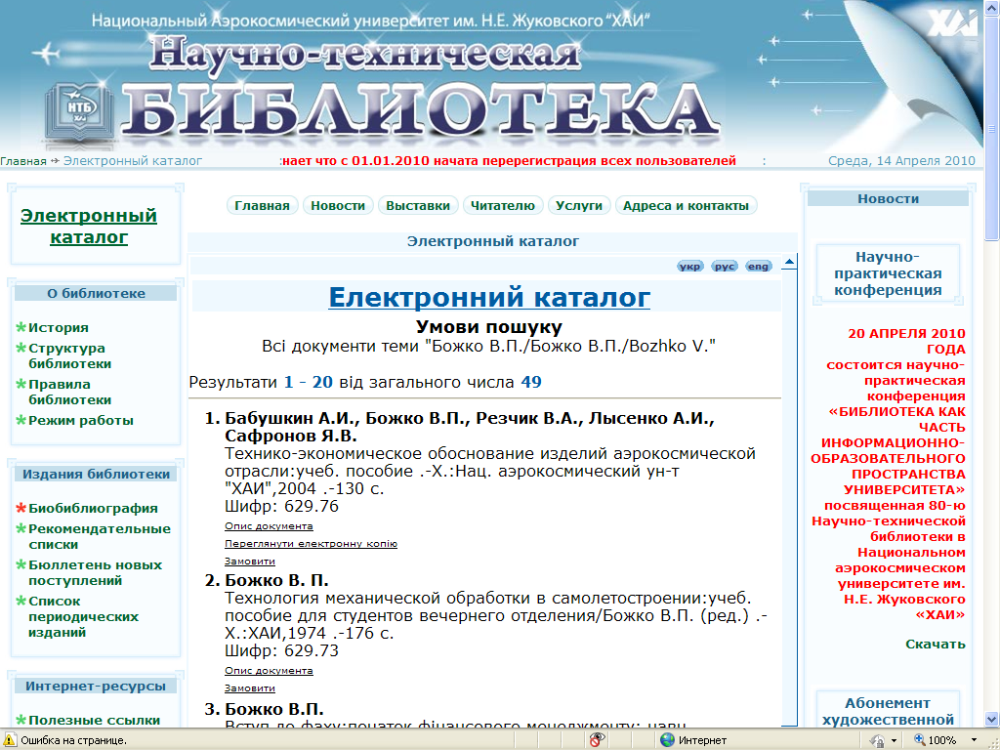 Национальный Аэрокосмический университет им. Н.Е. Жуковского "ХАИ"
ХАІ
Научно-техническая
БИБЛИОТЕКА
НТБ
ХАІ
Главная
Электронный каталог
:нает что с 01.01.2010 начата перерегистрация всех пользователей
:
Среда, 14 Апреля 2010
Электронный
каталог
О библиотеке
История
Структура
библиотеки
Правила
библиотеки
Режим работы
Издания библиотеки
Биобиблиография
Рекомендательные
списки
Бюллетень новых
поступлений
Список
периодических
изданий
Интернет-ресурсы
Полезные ссылки
Главная Новости Выставки Читателю Услуги Адреса и контакты
Электронный каталог
укр рус eng
Електронний каталог
Умови пошуку
Всі документи теми "Божко В.П./Божко В.П./Bozhko V."
Результати 1 - 20 від загального числа 49
1. Бабушкин А.И., Божко В.П., Резчик В.А., Лысенко А.И.,
Сафронов Я.В.
Технико-экономическое обоснование изделий аэрокосмической
отрасли:учеб. пособие .-Х.:Нац. аэрокосмический ун-т
"ХАИ",2004 .-130 с.
Шифр: 629.76
Опис документа
Переглянути електронну копію
Замовити
2. Божко В. П.
Технология механической обработки в самолетостроении:учеб.
пособие для студентов вечернего отделения/Божко В.П. (ред.) .-
Х.:ХАИ,1974 .-176 с.
Шифр: 629.73
Опис документа
Замовити
3. Божко В.П.
Вступ до фаху:початок фінансового менеджменту: навч.
Новости
Научно-
практическая
конференция
20 АПРЕЛЯ 2010
ГОДА
состоится научно-
практическая
конференция
«БИБЛИОТЕКА КАК
ЧАСТЬ
ИНФОРМАЦИОННО-
ОБРАЗОВАТЕЛЬНОГО
ПРОСТРАНСТВА
УНИВЕРСИТЕТА»
посвященная 80-ю
Научно-технической
библиотеки в
Национальном
аэрокосмическом
университете им.
Н.Е. Жуковского
«ХАИ»
Скачать
Абонемент
художественной
Ошибка на странице.
Интернет
100%